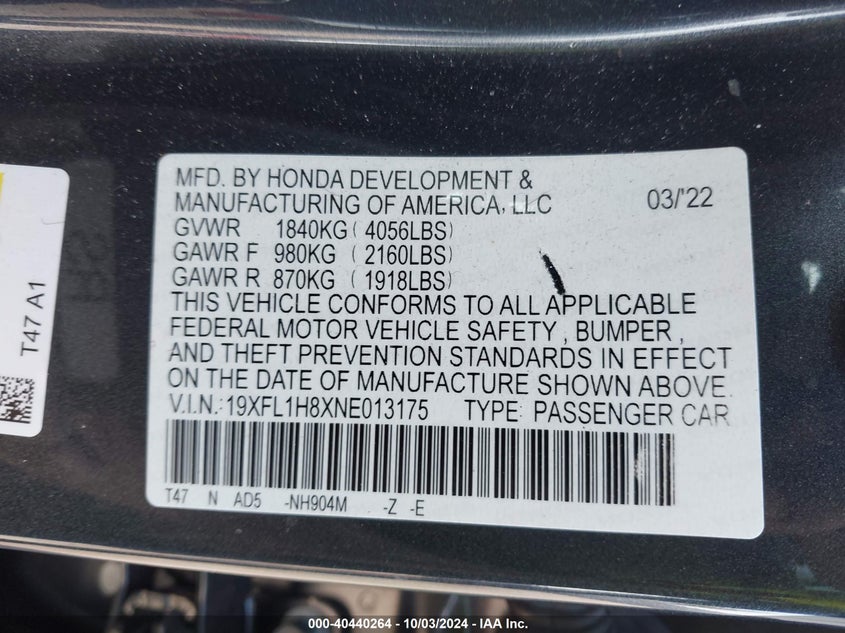 MFD. BY HONDA DEVELOPMENT &
MANUFACTURING OF AMERICA, LLC 03/'22
GVWR 1840KG ( 4056LBS)
GAWR F 980KG ( 2160LBS)
GAWR R 870KG ( 1918LBS)
THIS VEHICLE CONFORMS TO ALL APPLICABLE
FEDERAL MOTOR VEHICLE SAFETY , BUMPER ,
AND THEFT PREVENTION STANDARDS IN EFFECT
ON THE DATE OF MANUFACTURE SHOWN ABOVE.
V.I.N.: 19XFL1H8XNE013175 TYPE: PASSENGER CAR
T47 N AD5 -NH904M -Z -E
T47 A1
000-40440264 - 10/03/2024 - IAA Inc.